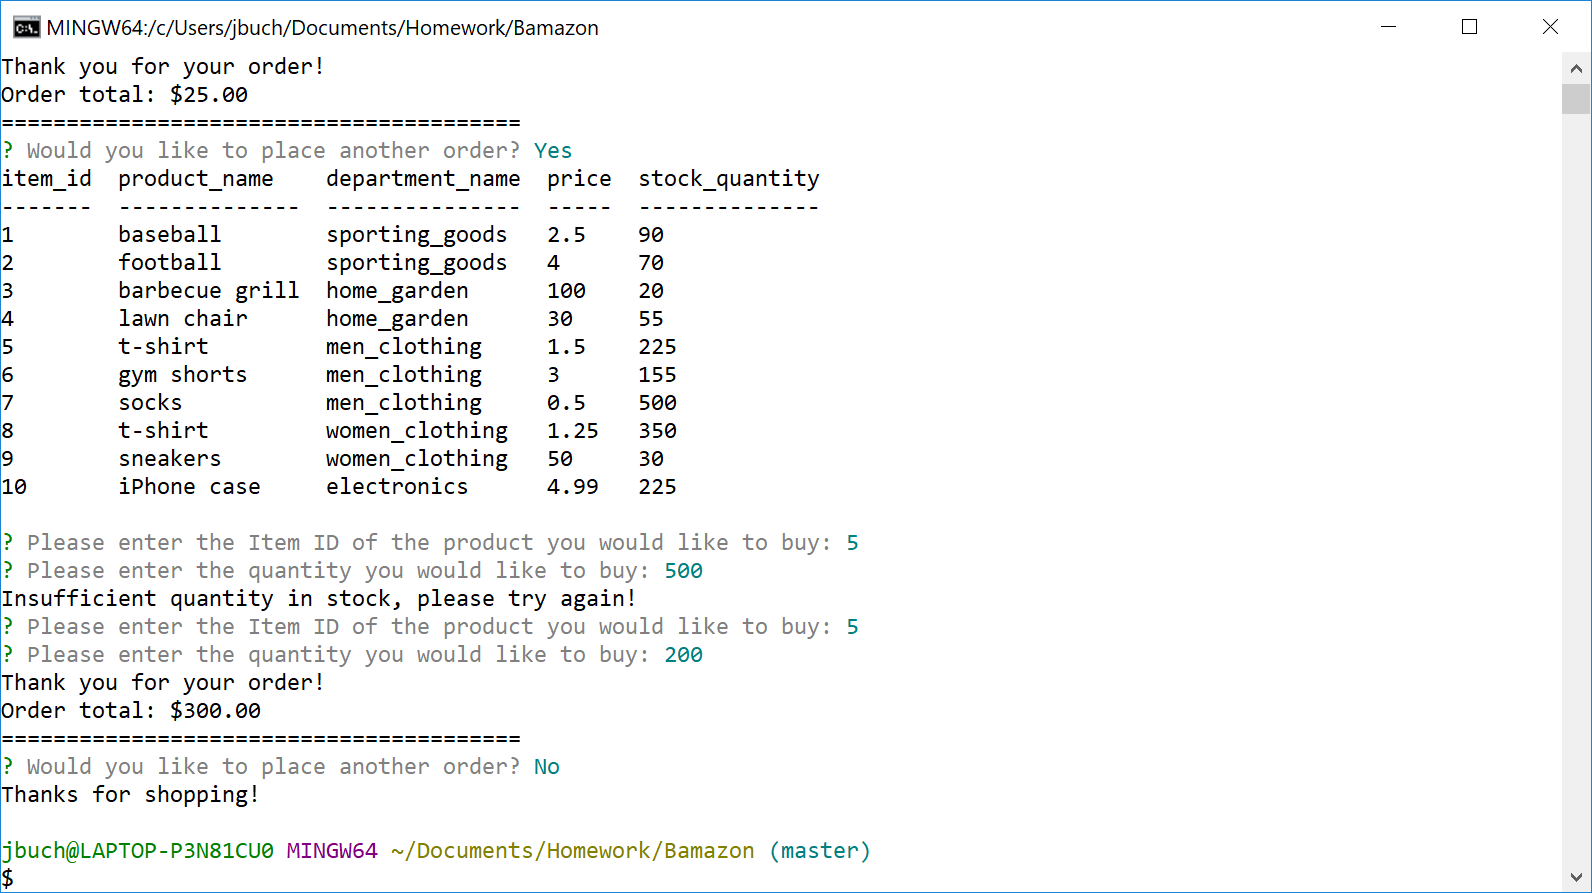 MINGW64:/c/Users/jbuch/Documents/Homework/Bamazon
Thank you for your order!
Order total: $25.00
========================================
? Would you like to place another order? Yes
item_id  product_name    department_name  price  stock_quantity
-------  --------------  ---------------  -----  --------------
1        baseball        sporting_goods   2.5    90
2        football        sporting_goods   4      70
3        barbecue grill  home_garden      100    20
4        lawn chair      home_garden      30     55
5        t-shirt         men_clothing     1.5    225
6        gym shorts      men_clothing     3      155
7        socks           men_clothing     0.5    500
8        t-shirt         women_clothing   1.25   350
9        sneakers        women_clothing   50     30
10       iPhone case     electronics      4.99   225
? Please enter the Item ID of the product you would like to buy: 5
? Please enter the quantity you would like to buy: 500
Insufficient quantity in stock, please try again!
? Please enter the Item ID of the product you would like to buy: 5
? Please enter the quantity you would like to buy: 200
Thank you for your order!
Order total: $300.00
========================================
? Would you like to place another order? No
Thanks for shopping!
jbuch@LAPTOP-P3N81CU0 MINGW64 ~/Documents/Homework/Bamazon (master)
$